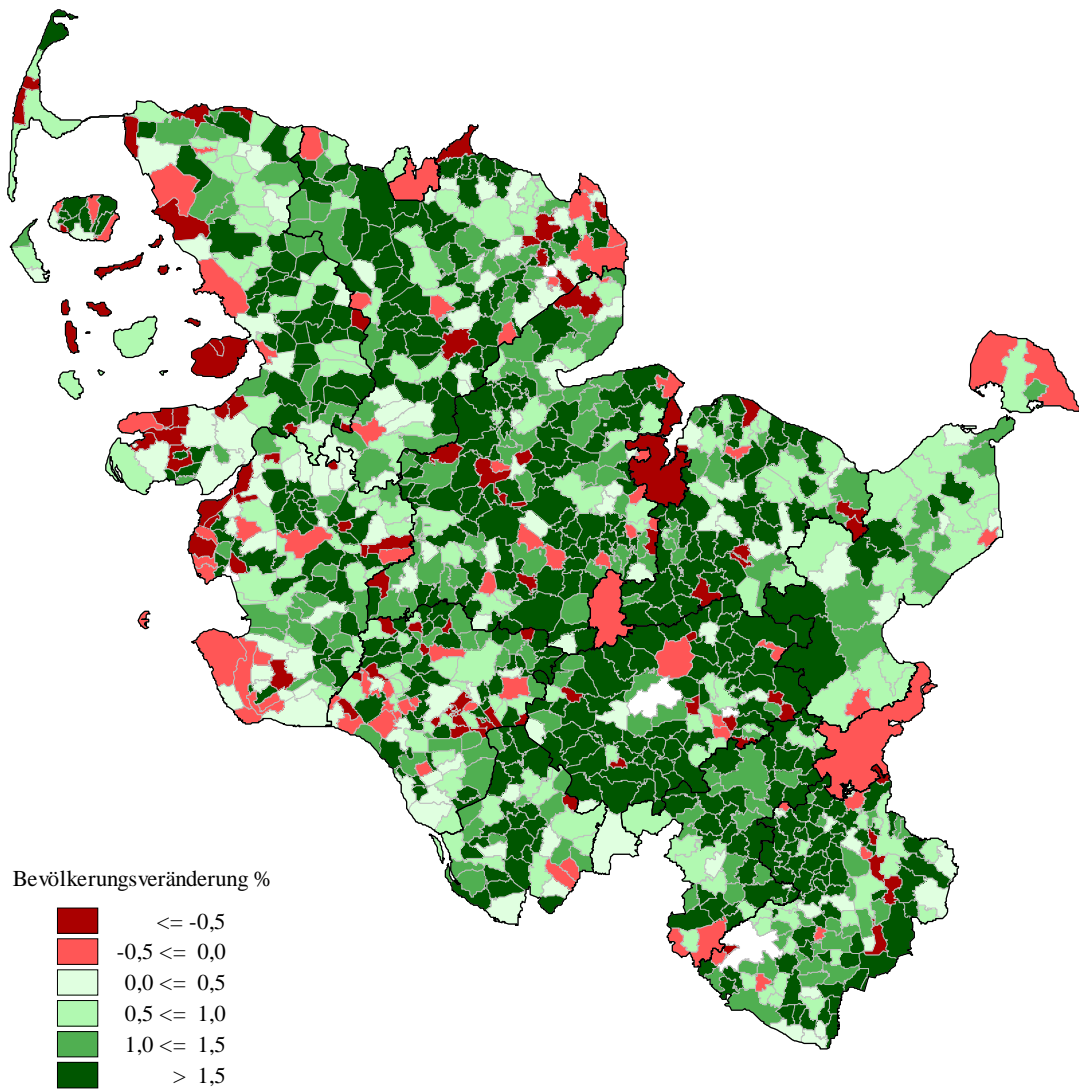 Bevölkerungsveränderung %
<= -0,5
-0,5 <= 0,0
0,0 <= 0,5
0,5 <= 1,0
1,0 <= 1,5
> 1,5